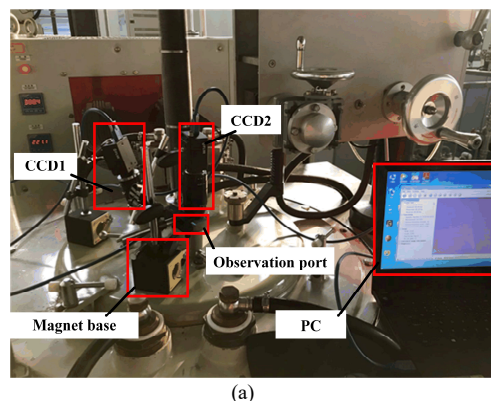 CCD2
CCD1
Observation port
Magnet base
PC
(a)